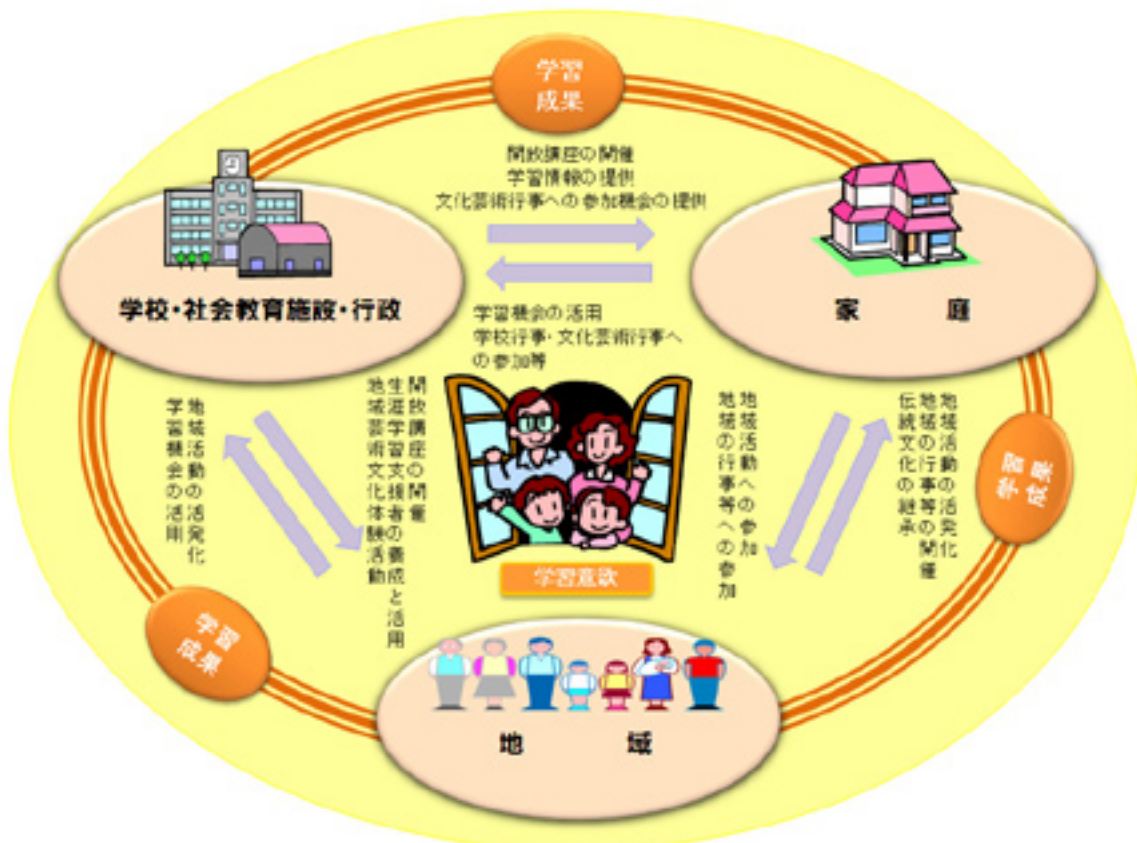 学習
成果
開放講座の開催
学習情報の提供
文化芸術行事への参加機会の提供
学校・社会教育施設・行政
家　　庭
学習機会の活用
学校行事・文化芸術行事へ
の参加等
地域活動の活発化
学習機会の活用
開放講座の開催
生涯学習支援者の養成と活用
地域芸術文化体験活動
地域活動への参加
地域の行事等への参加
地域活動の活発化
地域の行事等の開催
伝統文化の継承
学習
成果
学習意欲
学習
成果
地　　域